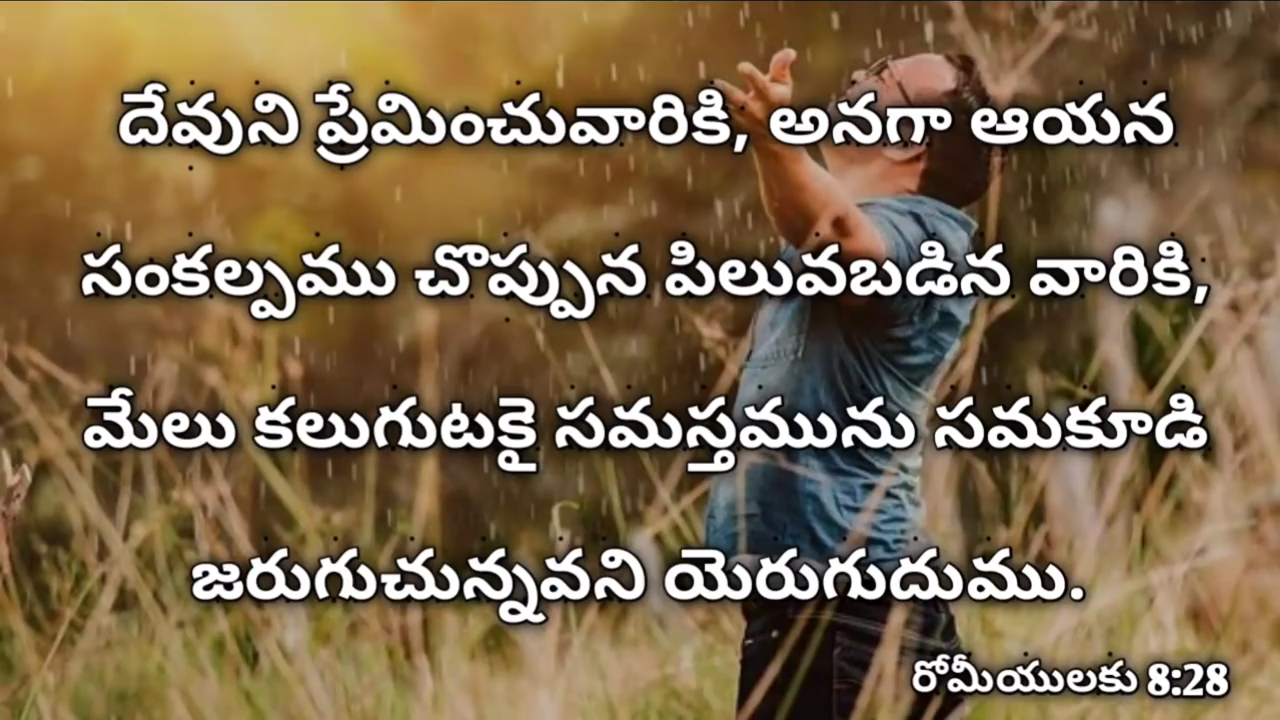 దేవుని ప్రేమించువారికి, అనగా ఆయన
సంకల్పము చొప్పున పిలువబడిన వారికి,
మేలు కలుగుటకై సమస్తమును సమకూడి
జరుగుచున్నవని యెరుగుదుము.
రోమీయులకు 8:28